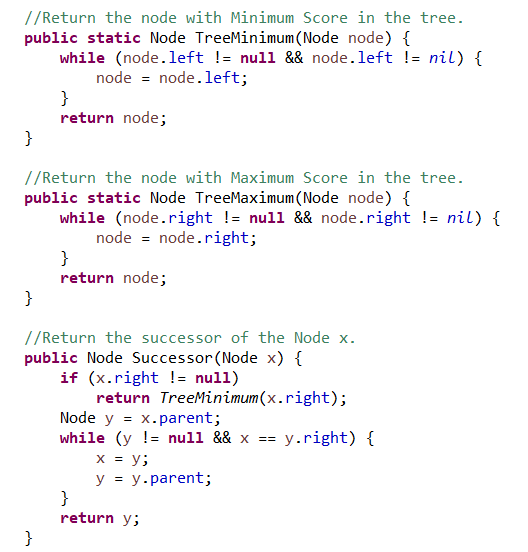 //Return the node with Minimum Score in the tree.
public static Node TreeMinimum(Node node) {
    while (node.left != null && node.left != nil) {
        node = node.left;
    }
    return node;
}

//Return the node with Maximum Score in the tree.
public static Node TreeMaximum(Node node) {
    while (node.right != null && node.right != nil) {
        node = node.right;
    }
    return node;
}

//Return the successor of the Node x.
public Node Successor(Node x) {
    if (x.right != null)
        return TreeMinimum(x.right);
    Node y = x.parent;
    while (y != null && x == y.right) {
        x = y;
        y = y.parent;
    }
    return y;
}